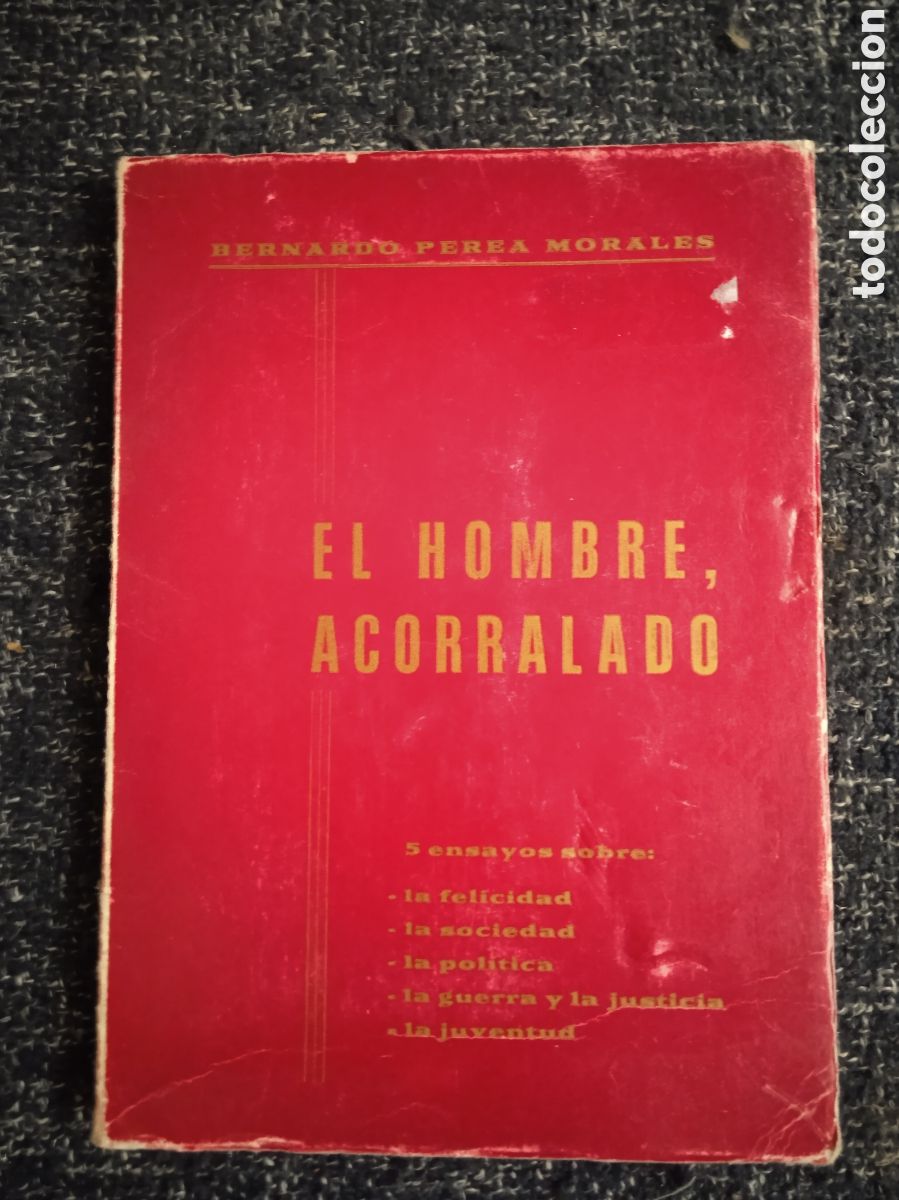 BERNARDO PEREA MORALES
EL HOMBRE,
ACORRALADO
5 ensayos sobre:
- la felicidad
- la sociedad
- la política
- la guerra y la justicia
- la juventud
todocoleccion